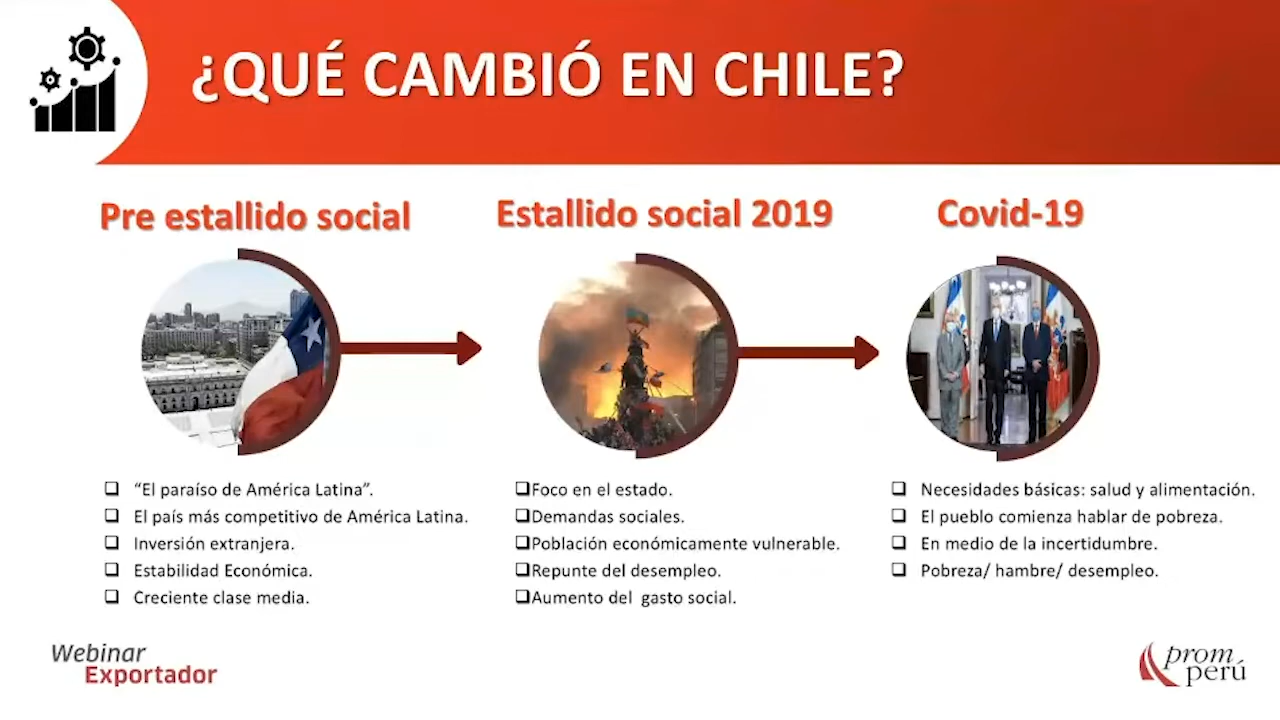 ¿QUÉ CAMBIÓ EN CHILE?
Pre estallido social
“El paraíso de América Latina”.
El país más competitivo de América Latina.
Inversión extranjera.
Estabilidad Económica.
Creciente clase media.
Estallido social 2019
Foco en el estado.
Demandas sociales.
Población económicamente vulnerable.
Repunte del desempleo.
Aumento del gasto social.
Covid-19
Necesidades básicas: salud y alimentación.
El pueblo comienza hablar de pobreza.
En medio de la incertidumbre.
Pobreza/ hambre/ desempleo.
Webinar
Exportador
prom
perú